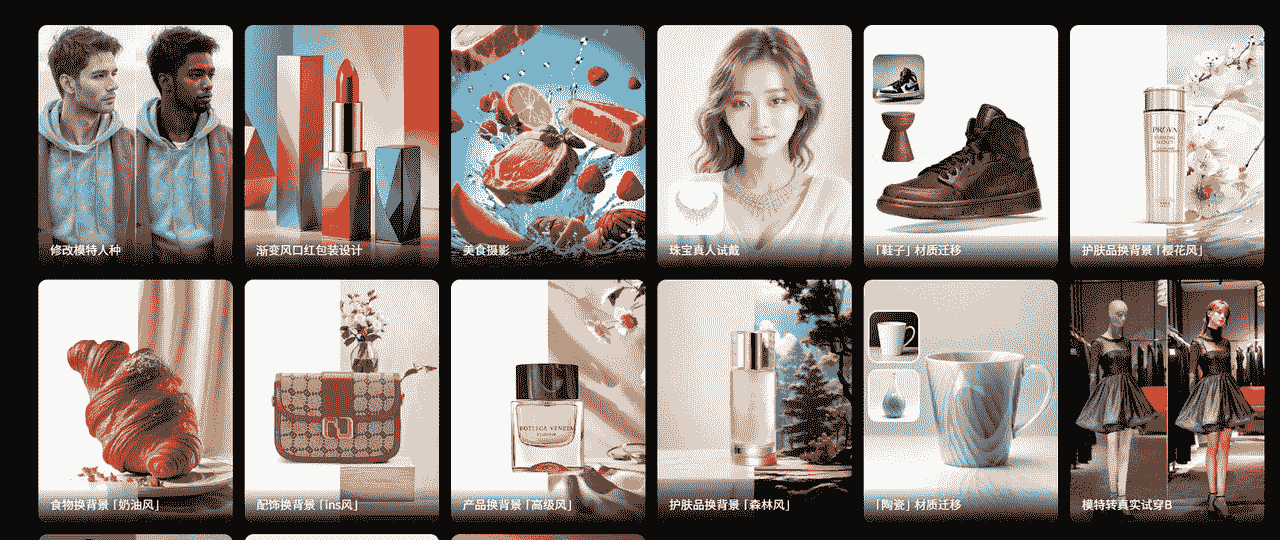 修改模特人种
渐变风口红包装设计
美食摄影
珠宝真人试戴
「鞋子」材质迁移
护肤品换背景「樱花风」
PROYA
食物换背景「奶油风」
配饰换背景「ins风」
产品换背景「高级风」
BOTTEGA VENETA
护肤品换背景「森林风」
「陶瓷」材质迁移
模特转真实试穿B